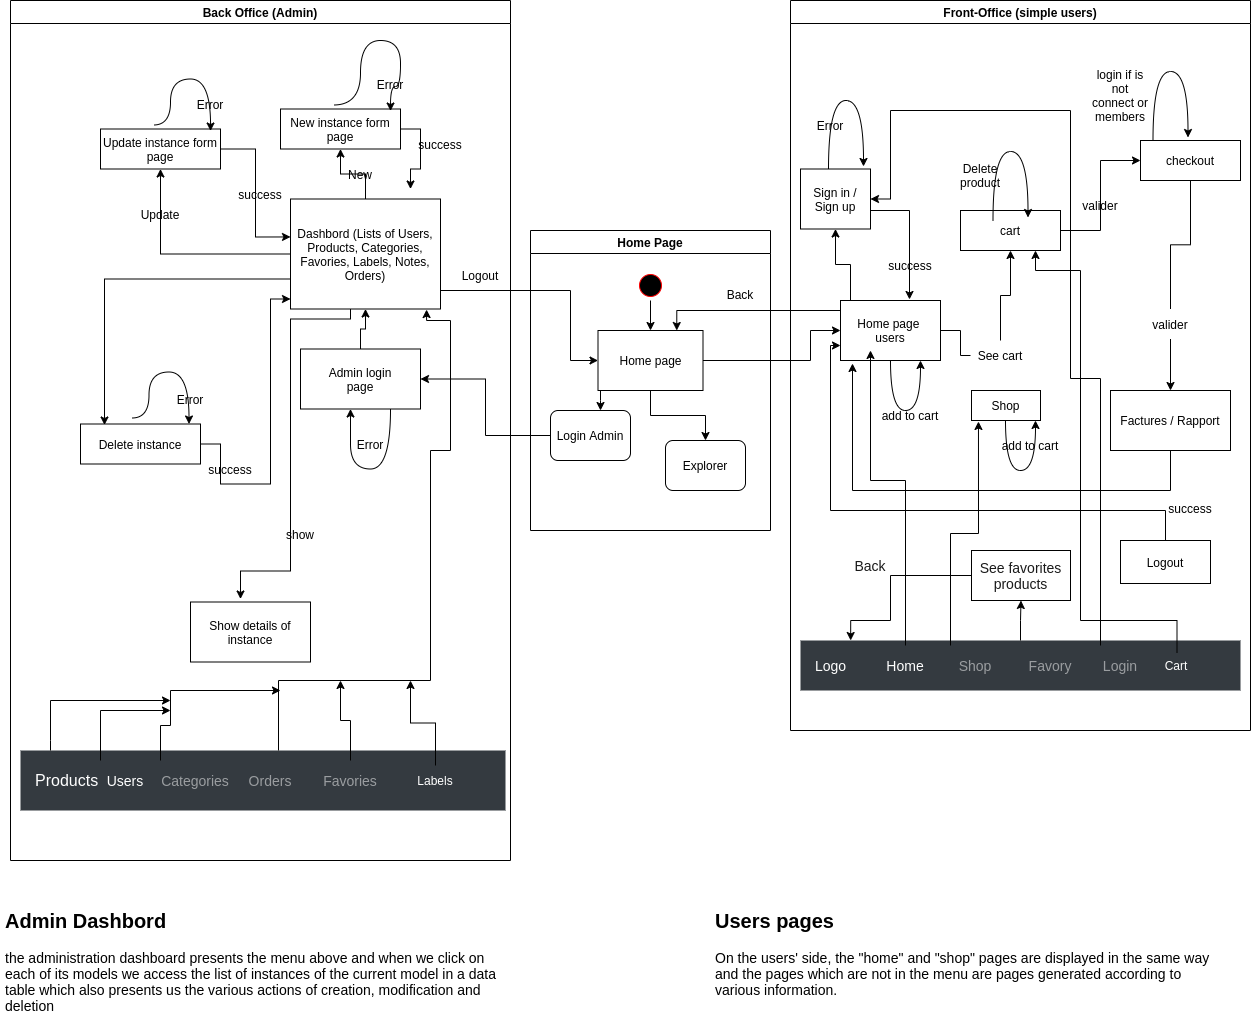 Back Office (Admin)
Error
Update instance form
page
success
Update
Error
New instance form
page
success
New
Dashbord (Lists of Users,
Products, Categories,
Favories, Labels, Notes,
Orders)
Logout
Admin login
page
Error
Error
Delete instance
success
show
Show details of
instance
Products Users Categories Orders Favories Labels
Home Page
Home page
Login Admin
Explorer
Back
Front-Office (simple users)
login if is
not
connect or
members
Error
Sign in /
Sign up
Delete
product
cart
checkout
valider
success
Home page
users
See cart
valider
add to cart
Shop
add to cart
Factures / Rapport
success
Logout
Back
See favorites
products
Logo Home Shop Favory Login Cart
Admin Dashbord
the administration dashboard presents the menu above and when we click on
each of its models we access the list of instances of the current model in a data
table which also presents us the various actions of creation, modification and
deletion
Users pages
On the users' side, the "home" and "shop" pages are displayed in the same way
and the pages which are not in the menu are pages generated according to
various information.